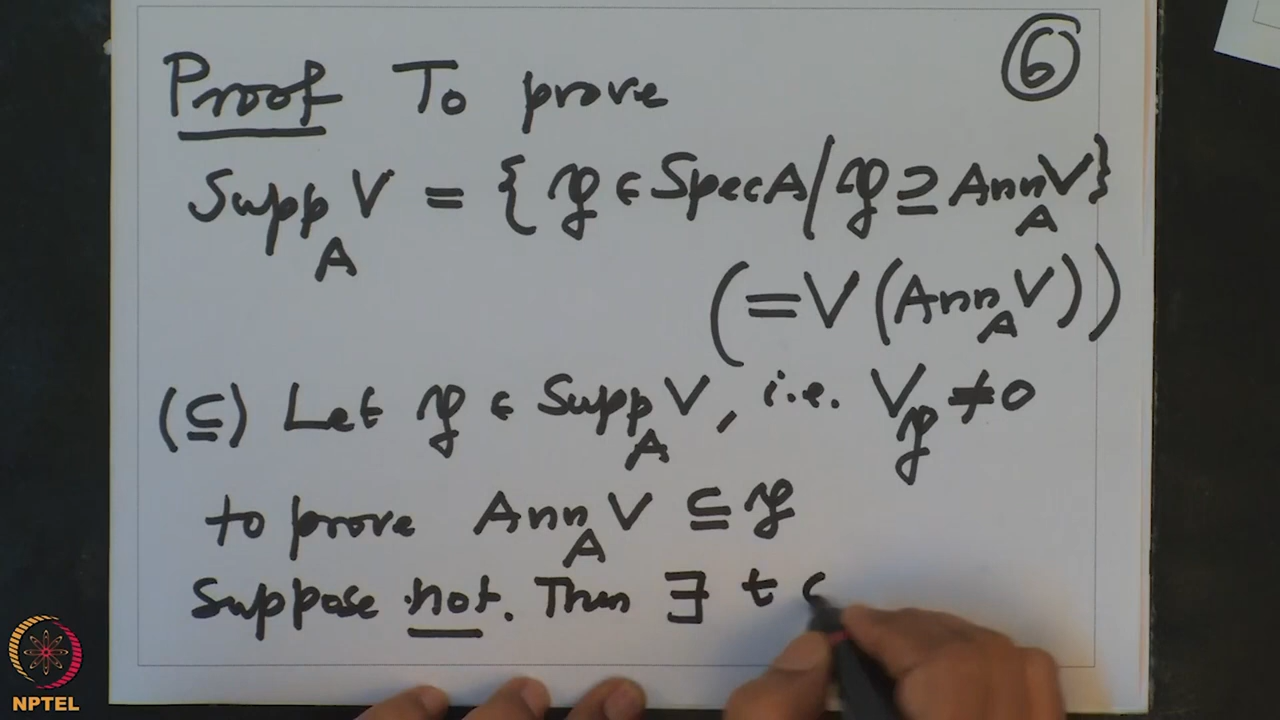 Proof To prove ⑥
Supp_A V = { 𝔭 ∈ Spec A / 𝔭 ⊇ Ann_A V }
( = V (Ann_A V) )
(⊆) Let 𝔭 ∈ Supp_A V, i.e. V_𝔭 ≠ 0
to prove Ann_A V ⊆ 𝔭
Suppose not. Then ∃ t
NPTEL